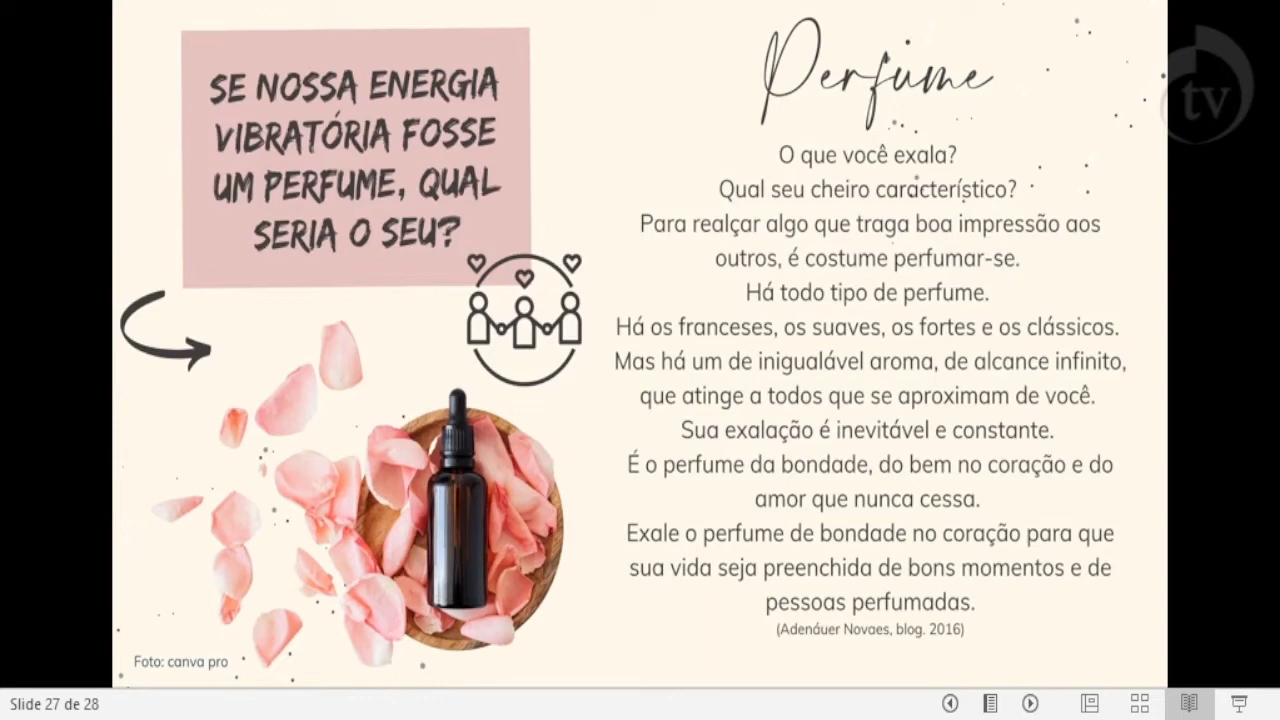 SE NOSSA ENERGIA
VIBRATÓRIA FOSSE
UM PERFUME, QUAL
SERIA O SEU?
Foto: canva pro
Perfume
O que você exala?
Qual seu cheiro característico?
Para realçar algo que traga boa impressão aos
outros, é costume perfumar-se.
Há todo tipo de perfume.
Há os franceses, os suaves, os fortes e os clássicos.
Mas há um de inigualável aroma, de alcance infinito,
que atinge a todos que se aproximam de você.
Sua exalação é inevitável e constante.
É o perfume da bondade, do bem no coração e do
amor que nunca cessa.
Exale o perfume de bondade no coração para que
sua vida seja preenchida de bons momentos e de
pessoas perfumadas.
(Adenáuer Novaes, blog. 2016)
tv
Slide 27 de 28